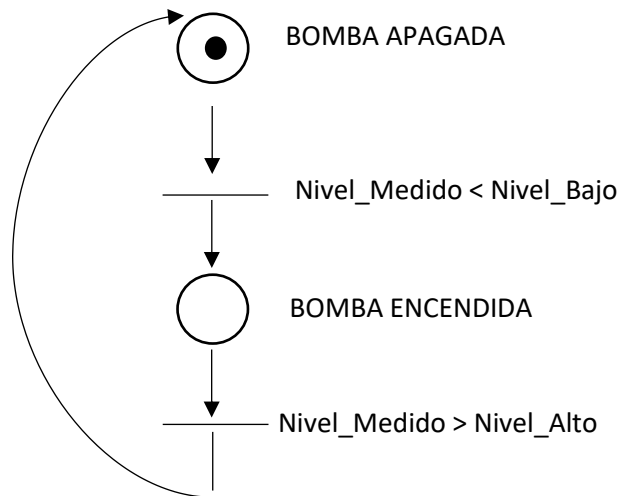 BOMBA APAGADA
Nivel_Medido < Nivel_Bajo
BOMBA ENCENDIDA
Nivel_Medido > Nivel_Alto